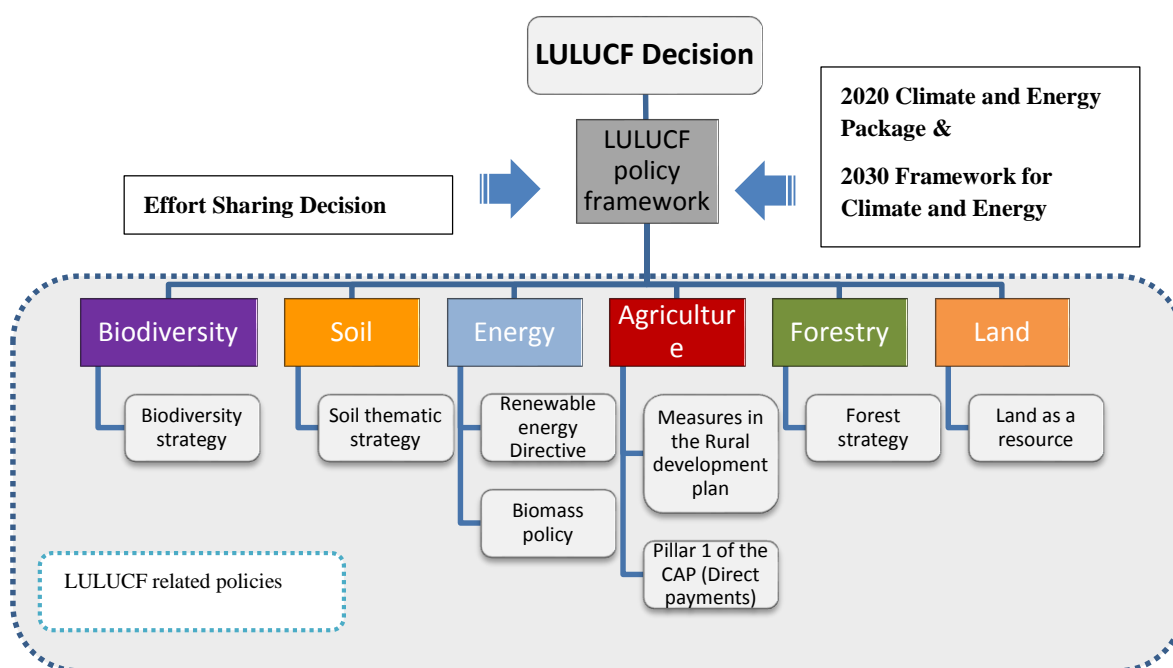 LULUCF Decision
2020 Climate and Energy
Package &
2030 Framework for
Climate and Energy
LULUCF
policy
framework
Effort Sharing Decision
Biodiversity
Soil
Energy
Agricultur
e
Forestry
Land
Biodiversity
strategy
Soil thematic
strategy
Renewable
energy
Directive
Biomass
policy
Measures in
the Rural
development
plan
Pillar 1 of the
CAP (Direct
payments)
Forest
strategy
Land as a
resource
LULUCF related policies